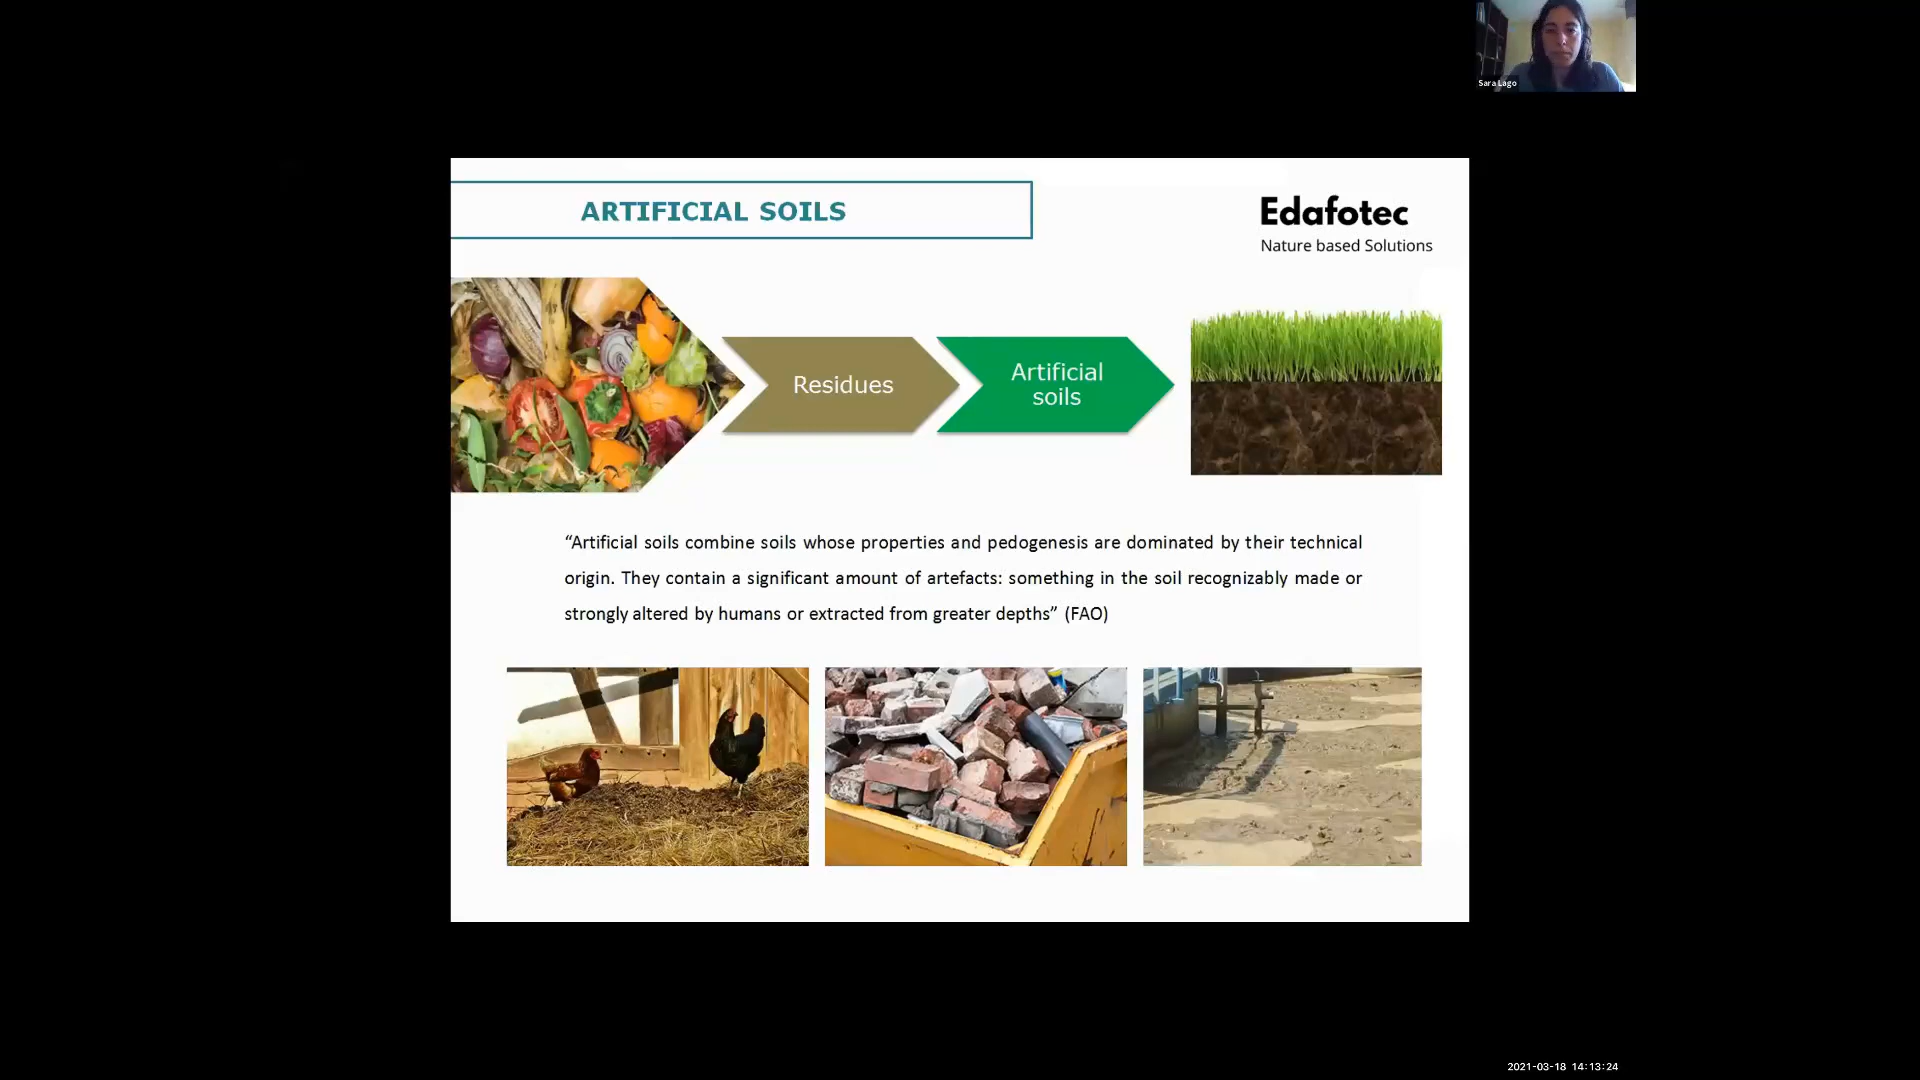 Sara Lago
ARTIFICIAL SOILS
Edafotec
Nature based Solutions
Residues
Artificial
soils
“Artificial soils combine soils whose properties and pedogenesis are dominated by their technical
origin. They contain a significant amount of artefacts: something in the soil recognizably made or
strongly altered by humans or extracted from greater depths” (FAO)
2021-03-18 14:13:24